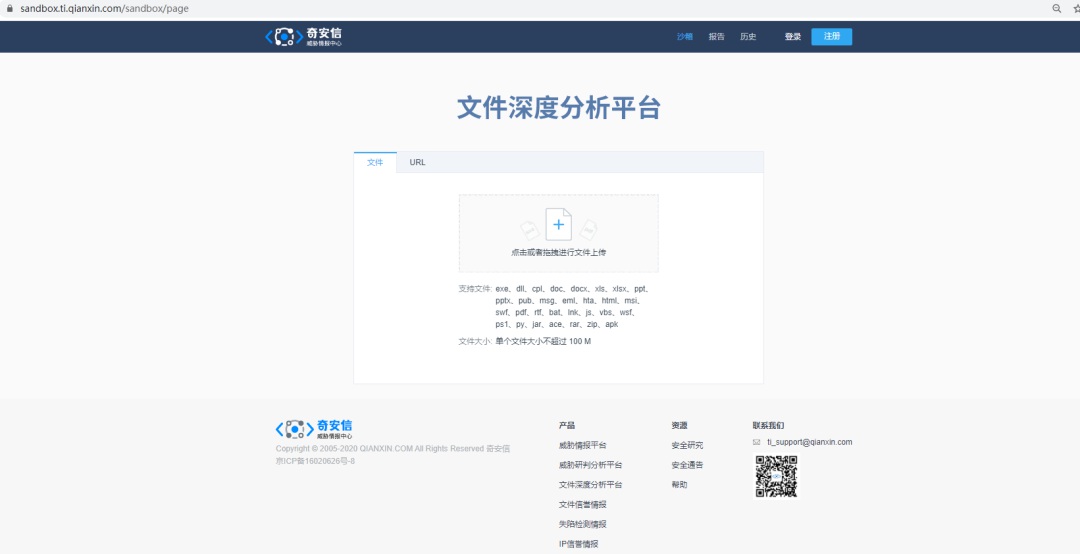 sandbox.ti.qianxin.com/sandbox/page
奇安信
威胁情报中心
沙箱 报告 历史 登录 注册
文件深度分析平台
文件 URL
点击或者拖拽进行文件上传
支持文件: exe、dll、cpl、doc、docx、xls、xlsx、ppt、
pptx、pub、msg、eml、hta、html、msi、
swf、pdf、rtf、bat、lnk、js、vbs、wsf、
ps1、py、jar、ace、rar、zip、apk
文件大小: 单个文件大小不超过 100 M
奇安信
威胁情报中心
Copyright © 2005-2020 QIANXIN.COM All Rights Reserved 奇安信
京ICP备16020626号-8
产品
威胁情报平台
威胁研判分析平台
文件深度分析平台
文件信誉情报
失陷检测情报
IP信誉情报
资源
安全研究
安全通告
帮助
联系我们
ti_support@qianxin.com